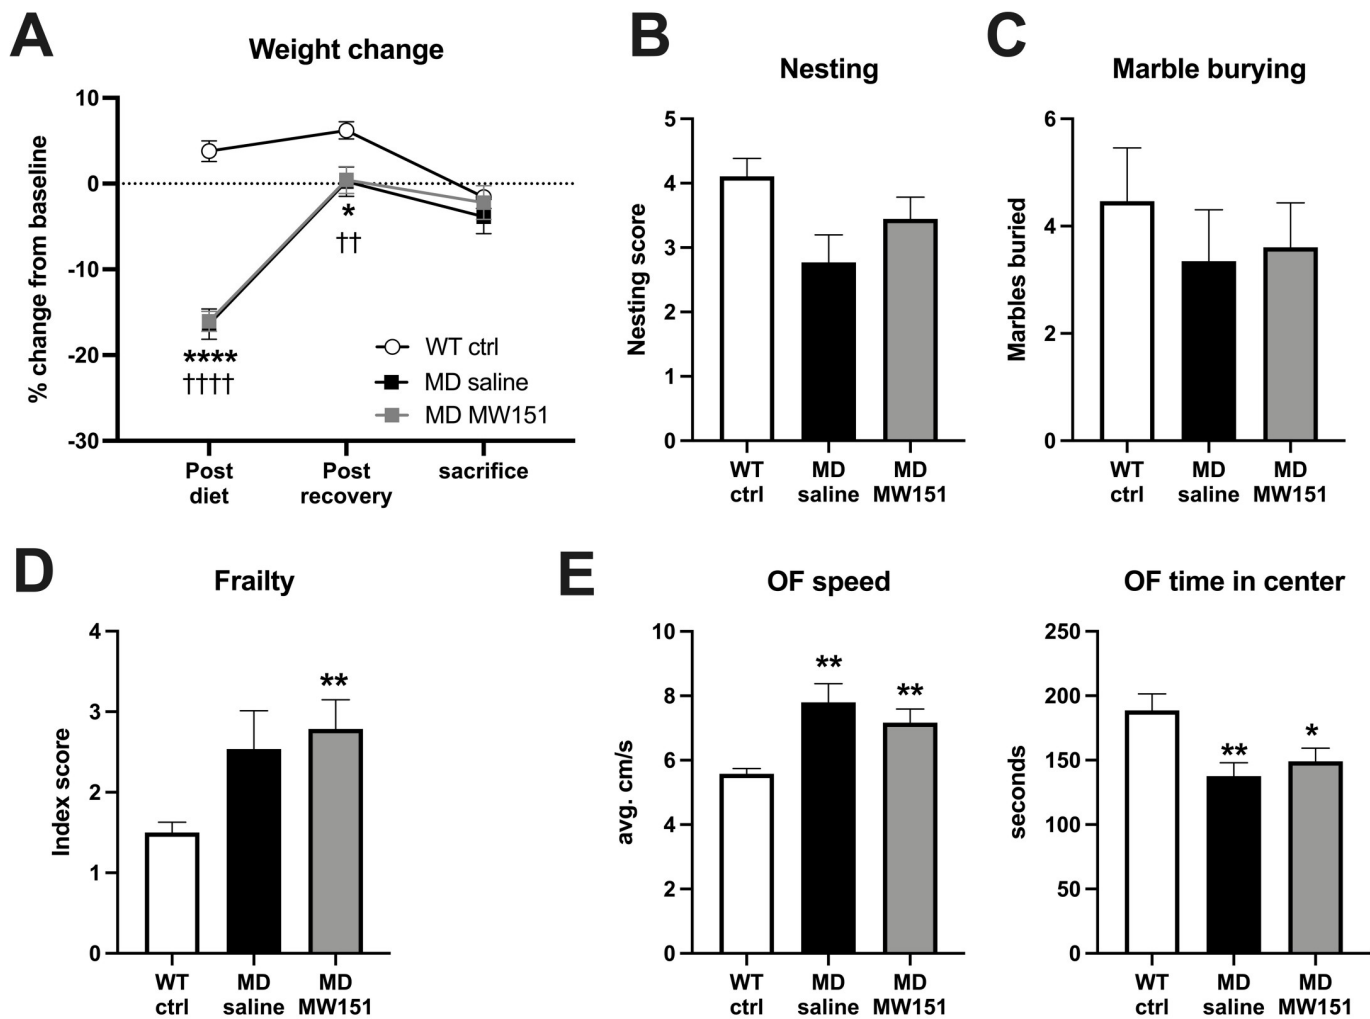 A
Weight change
10
0
-10
-20
-30
% change from baseline
*
††
****
††††
WT ctrl
MD saline
MD MW151
Post
diet
Post
recovery
sacrifice
B
Nesting
5
4
3
2
1
0
Nesting score
WT
ctrl
MD
saline
MD
MW151
C
Marble burying
6
4
2
0
Marbles buried
WT
ctrl
MD
saline
MD
MW151
D
Frailty
4
3
2
1
0
Index score
**
WT
ctrl
MD
saline
MD
MW151
E
OF speed
10
8
6
4
2
0
avg. cm/s
**
**
WT
ctrl
MD
saline
MD
MW151
OF time in center
250
200
150
100
50
0
seconds
**
*
WT
ctrl
MD
saline
MD
MW151